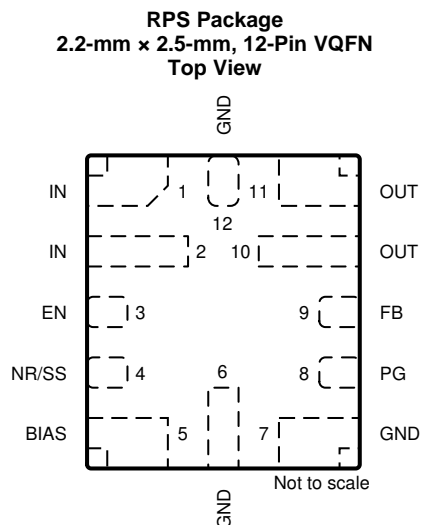 RPS Package
2.2-mm × 2.5-mm, 12-Pin VQFN
Top View
GND
IN 1 11 OUT
12
IN 2 10 OUT
EN 3 9 FB
NR/SS 4 6 8 PG
BIAS 5 7 GND
Not to scale
GND